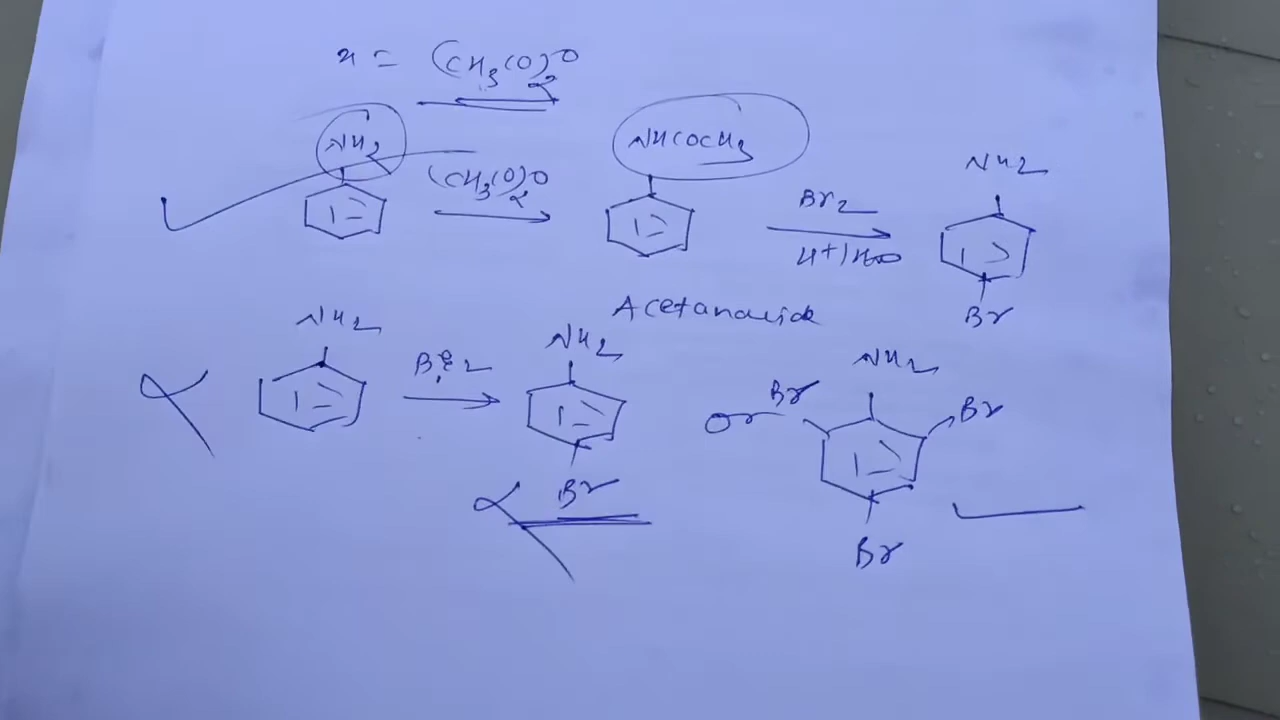 x = (CH3CO)2O
NH2 (CH3CO)2O NHCOCH3 Br2 NH2
H+/H2O
Br
Acetanalide
NH2 Br2 NH2 Or Br NH2 Br
Br Br